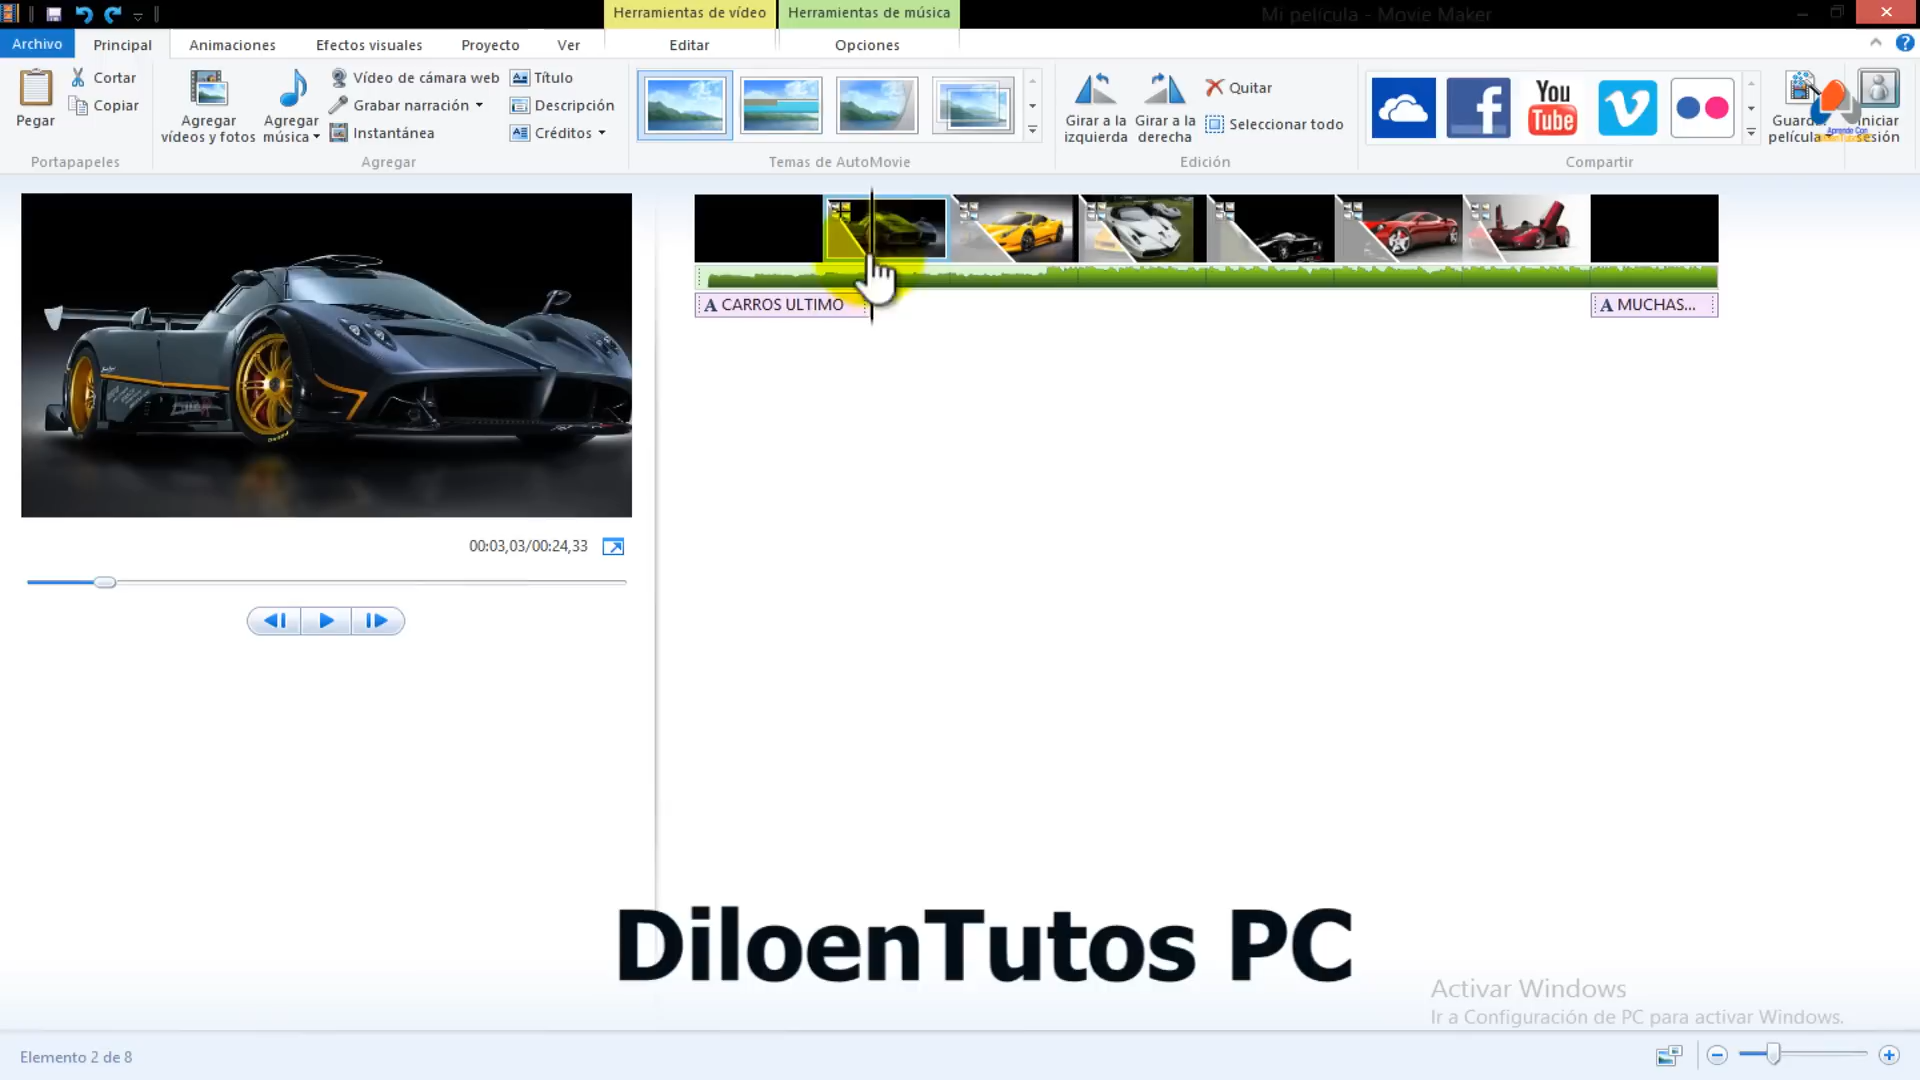 Herramientas de vídeo Herramientas de música Mi película - Movie Maker
Archivo Principal Animaciones Efectos visuales Proyecto Ver Editar Opciones
Pegar
Cortar
Copiar
Portapapeles
Agregar
vídeos y fotos
Agregar
música
Vídeo de cámara web
Grabar narración
Instantánea
Título
Descripción
Créditos
Agregar
Temas de AutoMovie
Girar a la
izquierda
Girar a la
derecha
Quitar
Seleccionar todo
Edición
You
Tube
Compartir
película
Iniciar
sesión
Aprende Con
A CARROS ULTIMO
A MUCHAS...
00:03,03/00:24,33
DiloenTutos PC
Activar Windows
Ir a Configuración de PC para activar Windows.
Elemento 2 de 8